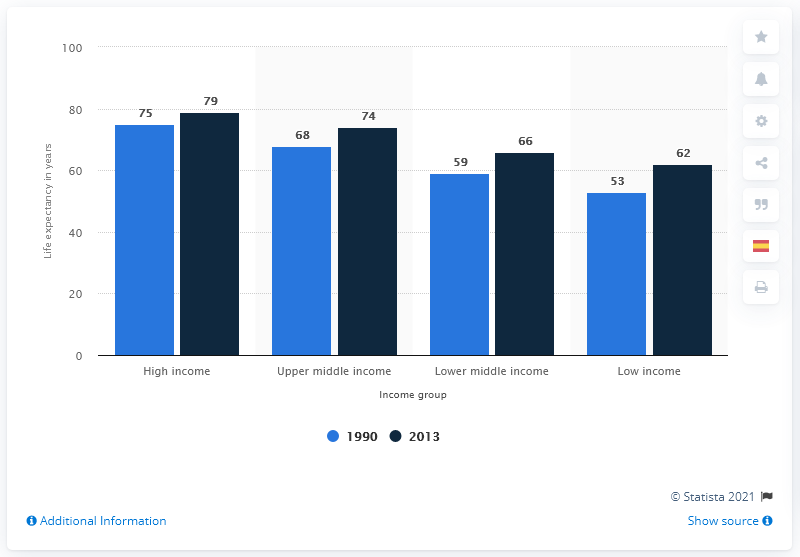 100
80
60
40
20
0
Life expectancy in years
75
79
68
74
59
66
53
62
High income
Upper middle income
Lower middle income
Low income
Income group
1990
2013
© Statista 2021
Additional Information
Show source